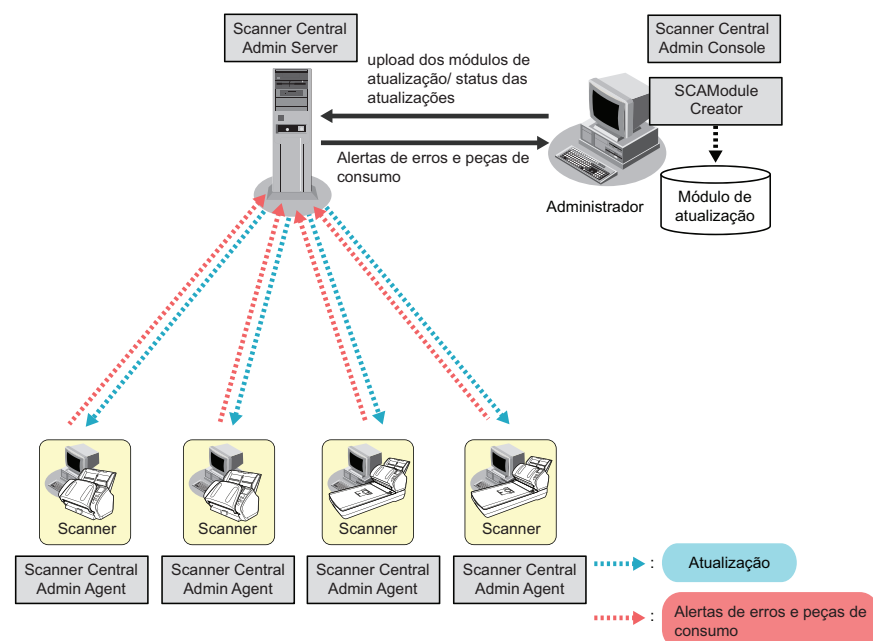 Scanner Central
Admin Server
upload dos módulos de
atualização/ status das
atualizações
Scanner Central
Admin Console
SCAModule
Creator
Alertas de erros e peças de
consumo
Administrador
Módulo de
atualização
Scanner
Scanner
Scanner
Scanner
Scanner Central
Admin Agent
Scanner Central
Admin Agent
Scanner Central
Admin Agent
Scanner Central
Admin Agent
: Atualização
: Alertas de erros e peças de
consumo